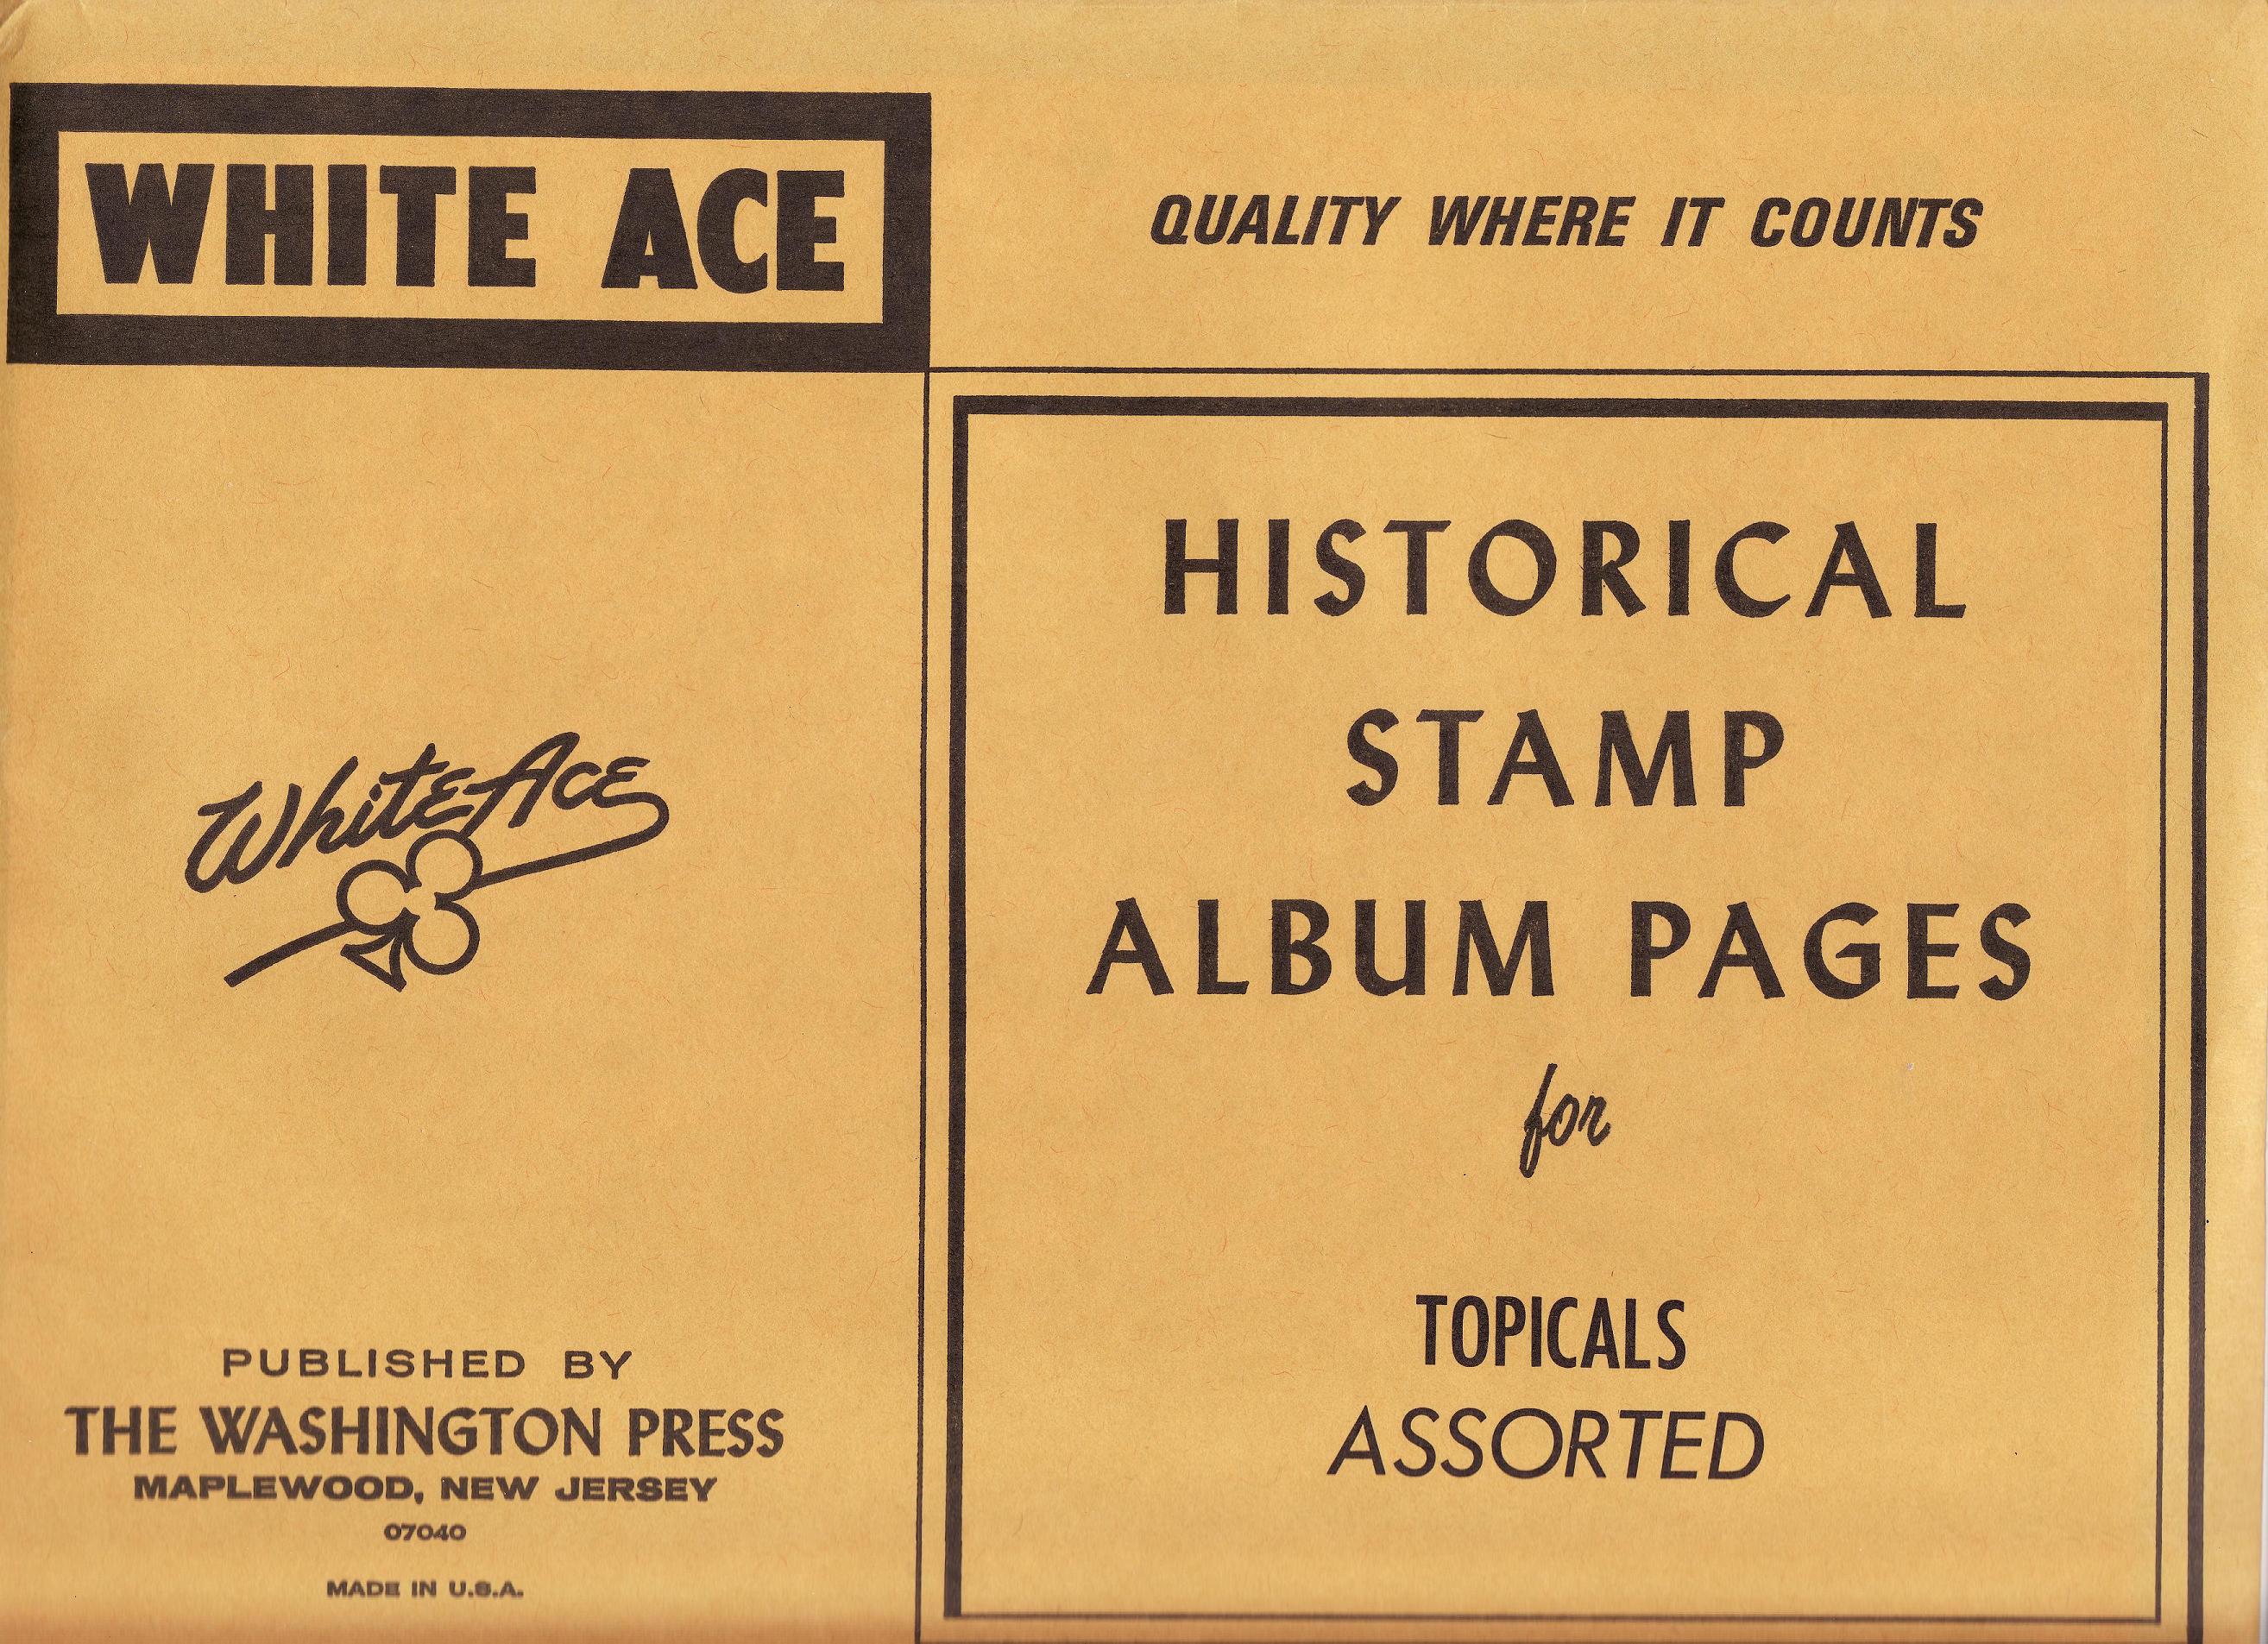 WHITE ACE
QUALITY WHERE IT COUNTS
HISTORICAL
STAMP
ALBUM PAGES
for
TOPICALS
ASSORTED
White Ace
PUBLISHED BY
THE WASHINGTON PRESS
MAPLEWOOD, NEW JERSEY
07040
MADE IN U.S.A.